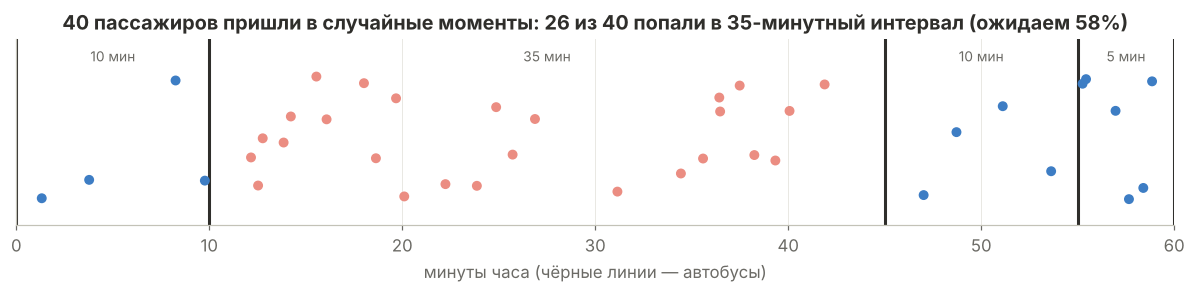 40 пассажиров пришли в случайные моменты: 26 из 40 попали в 35-минутный интервал (ожидаем 58%)
10 мин 35 мин 10 мин 5 мин
0 10 20 30 40 50 60
минуты часа (чёрные линии — автобусы)